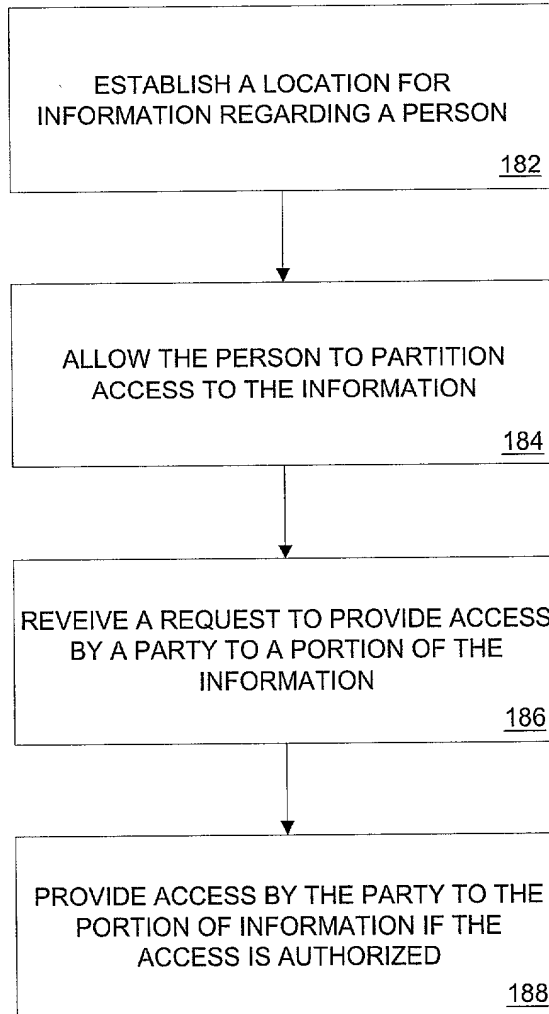 ESTABLISH A LOCATION FOR
INFORMATION REGARDING A PERSON
182
ALLOW THE PERSON TO PARTITION
ACCESS TO THE INFORMATION
184
REVEIVE A REQUEST TO PROVIDE ACCESS
BY A PARTY TO A PORTION OF THE
INFORMATION
186
PROVIDE ACCESS BY THE PARTY TO THE
PORTION OF INFORMATION IF THE
ACCESS IS AUTHORIZED
188